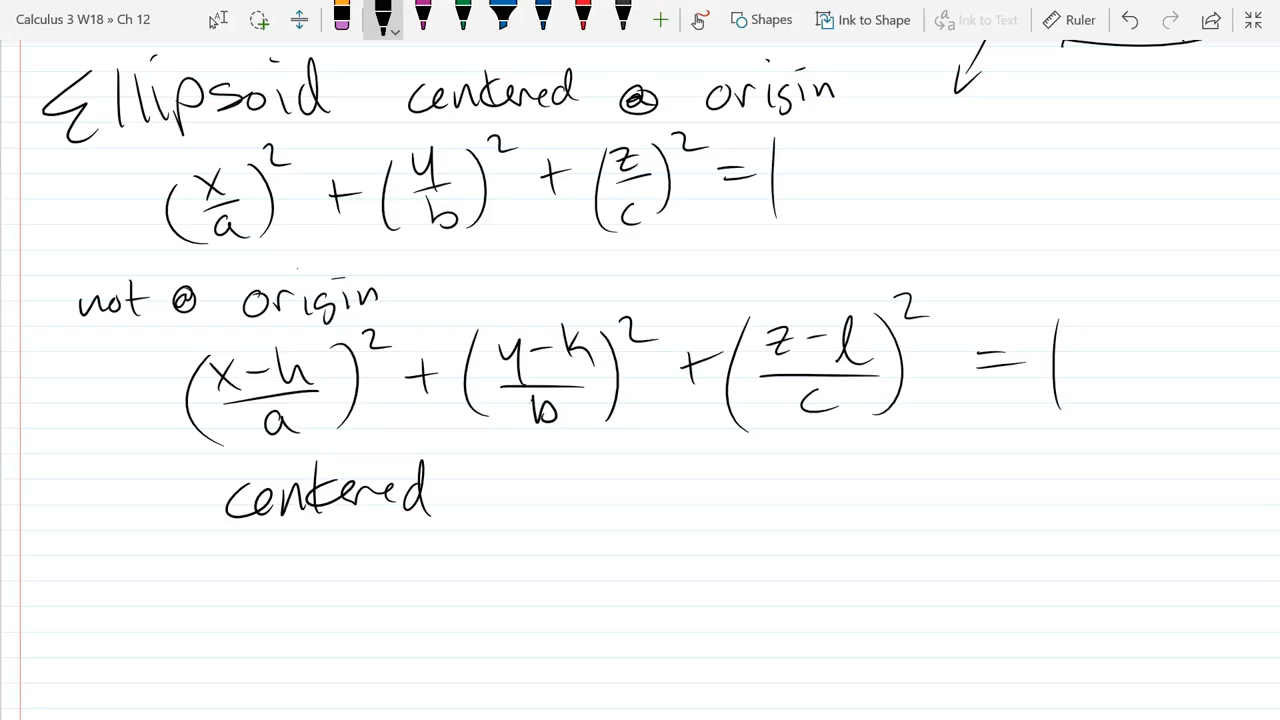 Calculus 3 W18 » Ch 12
Shapes Ink to Shape Ink to Text Ruler
Ellipsoid centered @ origin
(x/a)² + (y/b)² + (z/c)² = 1
not @ origin
((x-h)/a)² + ((y-k)/b)² + ((z-l)/c)² = 1
centered